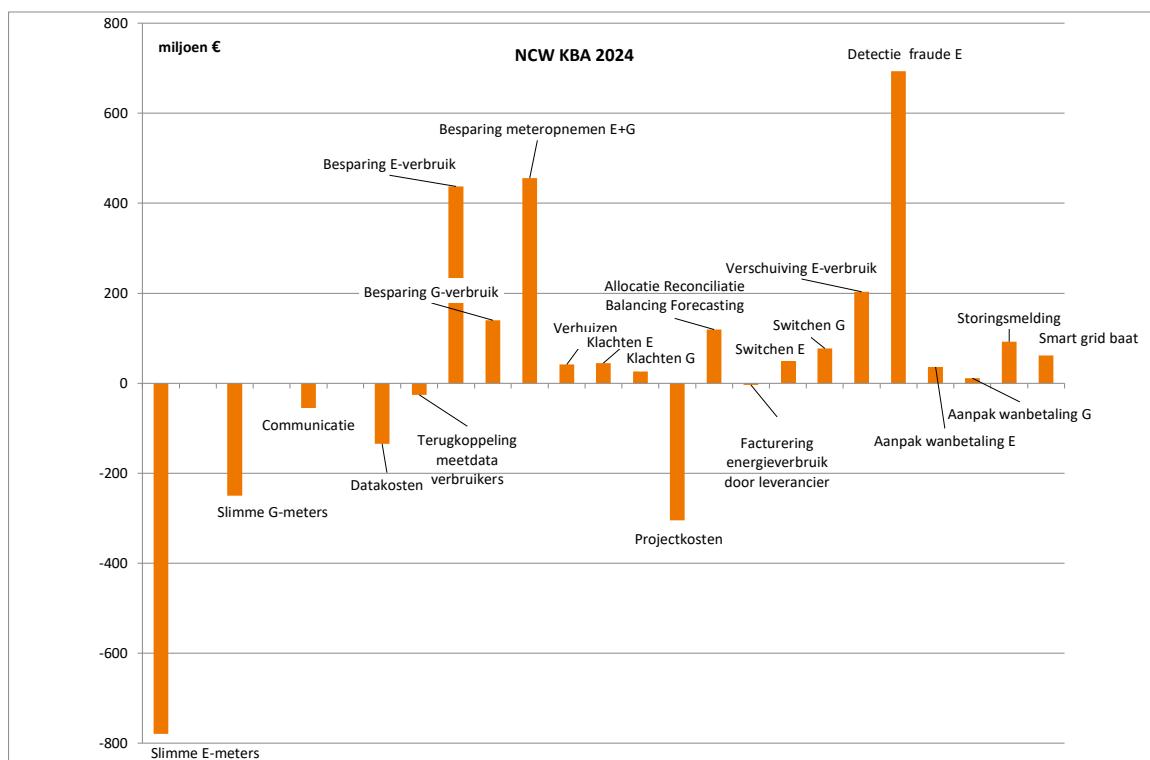 800
600
400
200
0
-200
-400
-600
-800
miljoen €
NCW KBA 2024
Detectie fraude E
Besparing meteropnemen E+G
Besparing E-verbruik
Besparing G-verbruik
Verhuizen
Klachten E
Klachten G
Allocatie Reconciliatie
Balancing Forecasting
Verschuiving E-verbruik
Switchen G
Switchen E
Storingsmelding
Smart grid baat
Communicatie
Datakosten
Terugkoppeling
meetdata
verbruikers
Slimme G-meters
Projectkosten
Facturering
energieverbruik
door leverancier
Aanpak wanbetaling G
Aanpak wanbetaling E
Slimme E-meters